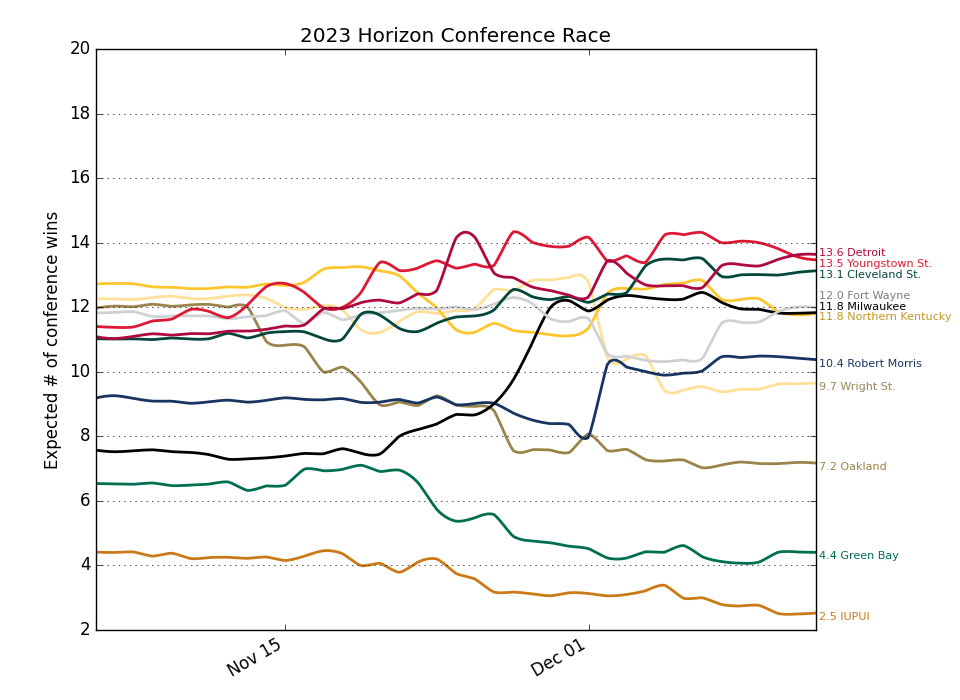 2023 Horizon Conference Race
Expected # of conference wins
20
18
16
14
12
10
8
6
4
2
Nov 15
Dec 01
13.6 Detroit
13.5 Youngstown St.
13.1 Cleveland St.
12.0 Fort Wayne
11.8 Milwaukee
11.8 Northern Kentucky
10.4 Robert Morris
9.7 Wright St.
7.2 Oakland
4.4 Green Bay
2.5 IUPUI